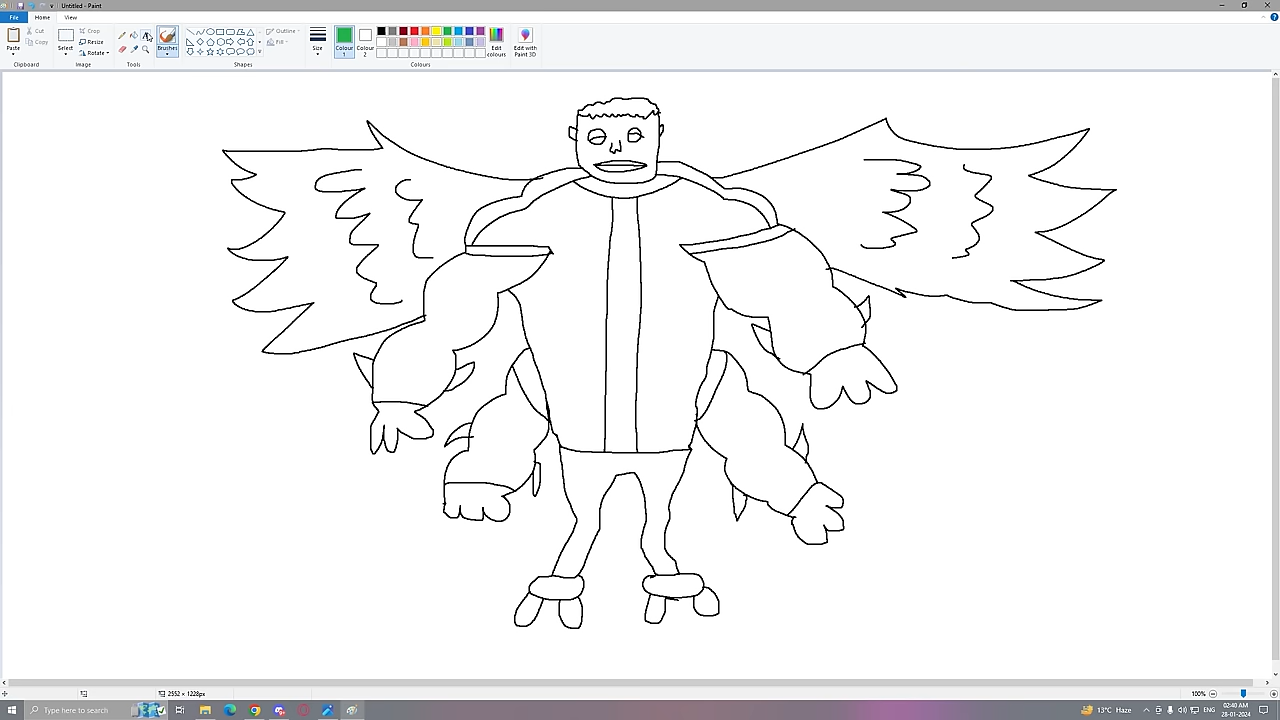 Untitled - Paint
File Home View
Paste Cut Copy
Select Crop Resize Rotate
Brushes
Outline Fill
Size
Colour 1
Colour 2
Edit colours
Edit with Paint 3D
Clipboard Image Tools Shapes Colours
2552 × 1228px 100%
Type here to search 13°C Haze ENG 02:40 AM
28-01-2024